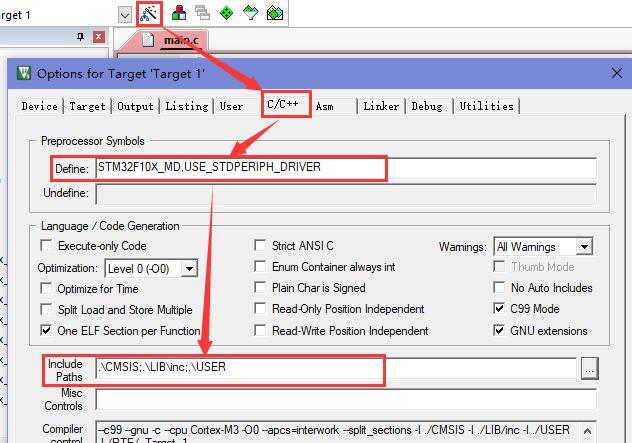 arget 1
main.c
Options for Target 'Target 1'
Device Target Output Listing User C/C++ Asm Linker Debug Utilities
Preprocessor Symbols
Define: STM32F10X_MD,USE_STDPERIPH_DRIVER
Undefine:
Language / Code Generation
Execute-only Code Strict ANSI C Warnings: All Warnings
Optimization: Level 0 (-O0) Enum Container always int Thumb Mode
Optimize for Time Plain Char is Signed No Auto Includes
Split Load and Store Multiple Read-Only Position Independent C99 Mode
One ELF Section per Function Read-Write Position Independent GNU extensions
Include
Paths
.\CMSIS;.\LIB\inc;.\USER
...
Misc
Controls
Compiler
control
--c99 --gnu -c --cpu Cortex-M3 -O0 --apcs=interwork --split_sections -I ./CMSIS -I ./LIB/inc -I ./USER